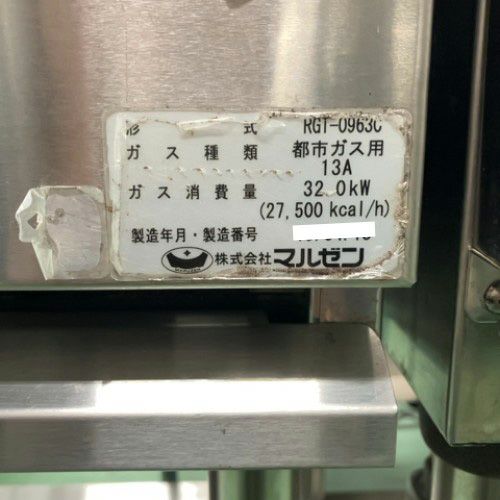 形式 RGT-0963C
ガス種類 都市ガス用
13A
ガス消費量 32.0kW
(27,500 kcal/h)
製造年月・製造番号
MARUZEN 株式会社マルゼン